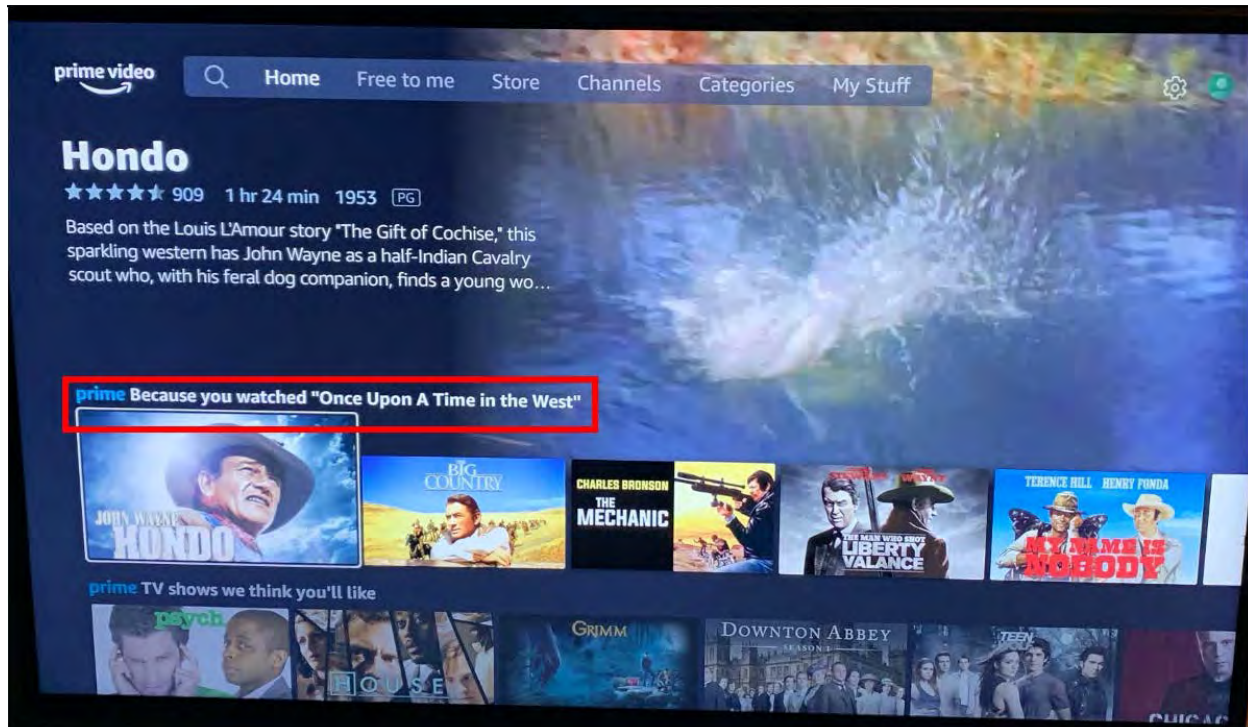 prime video
Home Free to me Store Channels Categories My Stuff
Hondo
909 1 hr 24 min 1953 PG
Based on the Louis L'Amour story "The Gift of Cochise," this
sparkling western has John Wayne as a half-Indian Cavalry
scout who, with his feral dog companion, finds a young wo...
prime Because you watched "Once Upon A Time in the West"
JOHN WAYNE
HONDO
THE BIG
COUNTRY
CHARLES BRONSON
THE
MECHANIC
STEWART WAYNE
THE MAN WHO SHOT
LIBERTY
VALANCE
TERENCE HILL HENRY FONDA
MY NAME IS
NOBODY
prime TV shows we think you'll like
psych
HOUSE
GRIMM
DOWNTON ABBEY
SEASON 1
TEEN
CHICAG